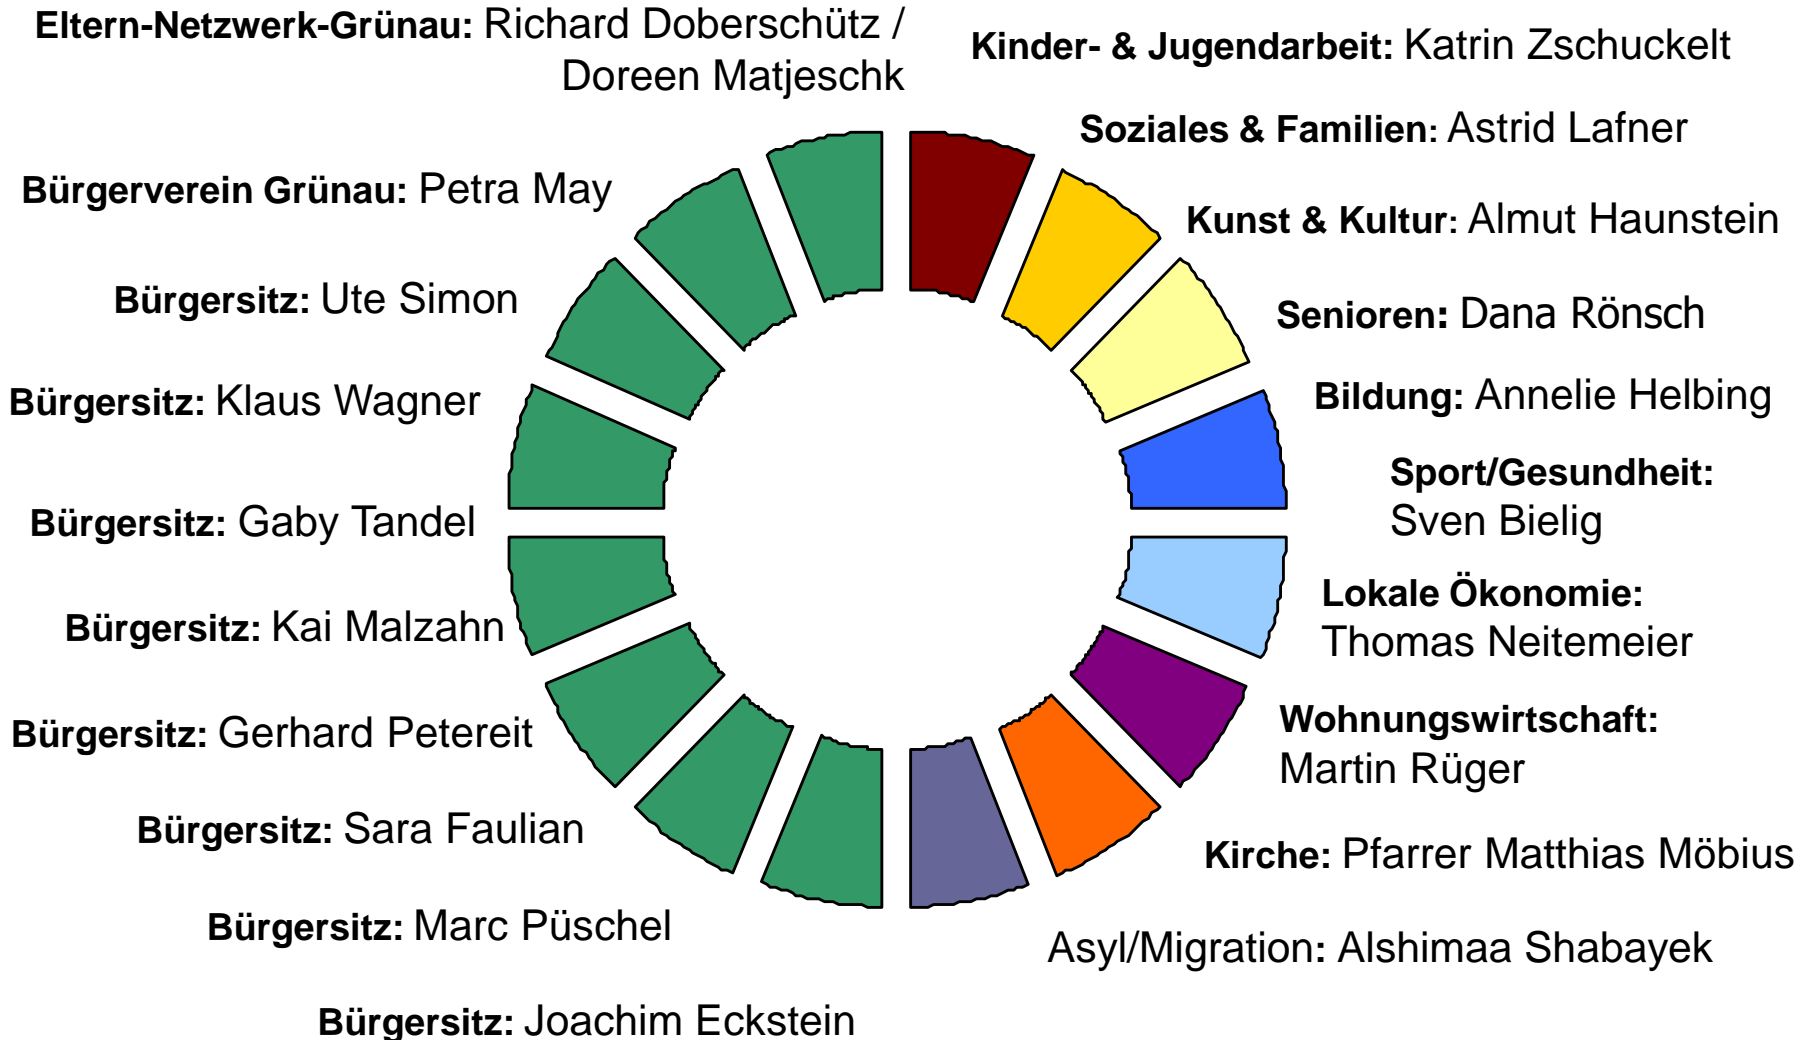 Eltern-Netzwerk-Grünau: Richard Doberschütz /
Doreen Matjeschk
Bürgerverein Grünau: Petra May
Bürgersitz: Ute Simon
Bürgersitz: Klaus Wagner
Bürgersitz: Gaby Tandel
Bürgersitz: Kai Malzahn
Bürgersitz: Gerhard Petereit
Bürgersitz: Sara Faulian
Bürgersitz: Marc Püschel
Bürgersitz: Joachim Eckstein
Kinder- & Jugendarbeit: Katrin Zschuckelt
Soziales & Familien: Astrid Lafner
Kunst & Kultur: Almut Haunstein
Senioren: Dana Rönsch
Bildung: Annelie Helbing
Sport/Gesundheit:
Sven Bielig
Lokale Ökonomie:
Thomas Neitemeier
Wohnungswirtschaft:
Martin Rüger
Kirche: Pfarrer Matthias Möbius
Asyl/Migration: Alshimaa Shabayek